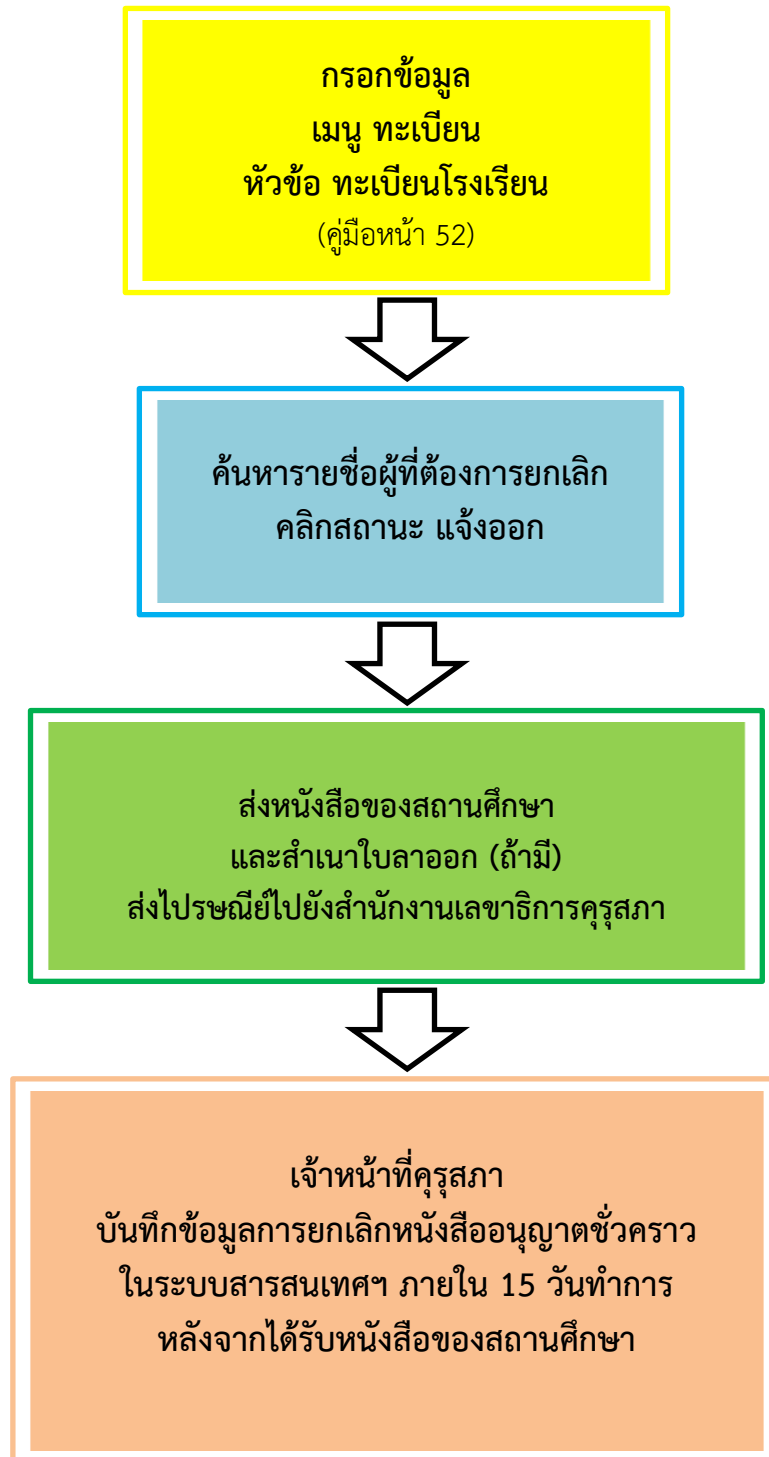 กรอกข้อมูล
เมนู ทะเบียน
หัวข้อ ทะเบียนโรงเรียน
(คู่มือหน้า 52)
ค้นหารายชื่อผู้ที่ต้องการยกเลิก
คลิกสถานะ แจ้งออก
ส่งหนังสือของสถานศึกษา
และสำเนาใบลาออก (ถ้ามี)
ส่งไปรษณีย์ไปยังสำนักงานเลขาธิการคุรุสภา
เจ้าหน้าที่คุรุสภา
บันทึกข้อมูลการยกเลิกหนังสืออนุญาตชั่วคราว
ในระบบสารสนเทศฯ ภายใน 15 วันทำการ
หลังจากได้รับหนังสือของสถานศึกษา